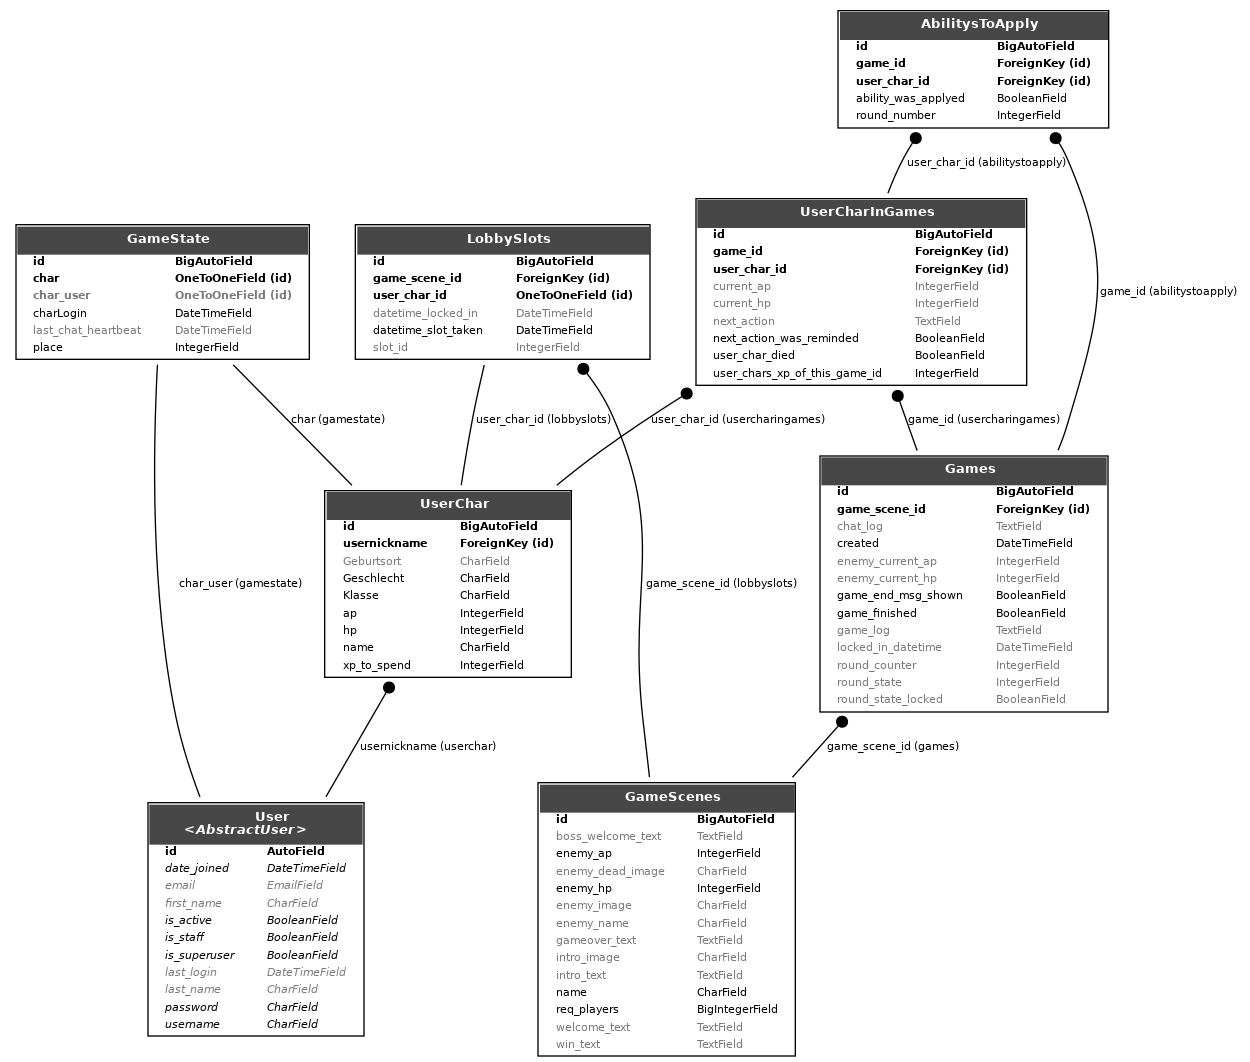 AbilitysToApply
id BigAutoField
game_id ForeignKey (id)
user_char_id ForeignKey (id)
ability_was_applyed BooleanField
round_number IntegerField
user_char_id (abilitystoapply)
game_id (abilitystoapply)
GameState
id BigAutoField
char OneToOneField (id)
char_user OneToOneField (id)
charLogin DateTimeField
last_chat_heartbeat DateTimeField
place IntegerField
LobbySlots
id BigAutoField
game_scene_id ForeignKey (id)
user_char_id OneToOneField (id)
datetime_locked_in DateTimeField
datetime_slot_taken DateTimeField
slot_id IntegerField
UserCharInGames
id BigAutoField
game_id ForeignKey (id)
user_char_id ForeignKey (id)
current_ap IntegerField
current_hp IntegerField
next_action TextField
next_action_was_reminded BooleanField
user_char_died BooleanField
user_chars_xp_of_this_game_id IntegerField
char (gamestate)
user_char_id (lobbyslots)
user_char_id (usercharingames)
game_id (usercharingames)
UserChar
id BigAutoField
usernickname ForeignKey (id)
Geburtsort CharField
Geschlecht CharField
Klasse CharField
ap IntegerField
hp IntegerField
name CharField
xp_to_spend IntegerField
Games
id BigAutoField
game_scene_id ForeignKey (id)
chat_log TextField
created DateTimeField
enemy_current_ap IntegerField
enemy_current_hp IntegerField
game_end_msg_shown BooleanField
game_finished BooleanField
game_log TextField
locked_in_datetime DateTimeField
round_counter IntegerField
round_state IntegerField
round_state_locked BooleanField
char_user (gamestate)
game_scene_id (lobbyslots)
usernickname (userchar)
game_scene_id (games)
User
<AbstractUser>
id AutoField
date_joined DateTimeField
email EmailField
first_name CharField
is_active BooleanField
is_staff BooleanField
is_superuser BooleanField
last_login DateTimeField
last_name CharField
password CharField
username CharField
GameScenes
id BigAutoField
boss_welcome_text TextField
enemy_ap IntegerField
enemy_dead_image CharField
enemy_hp IntegerField
enemy_image CharField
enemy_name CharField
gameover_text TextField
intro_image CharField
intro_text TextField
name CharField
req_players BigIntegerField
welcome_text TextField
win_text TextField